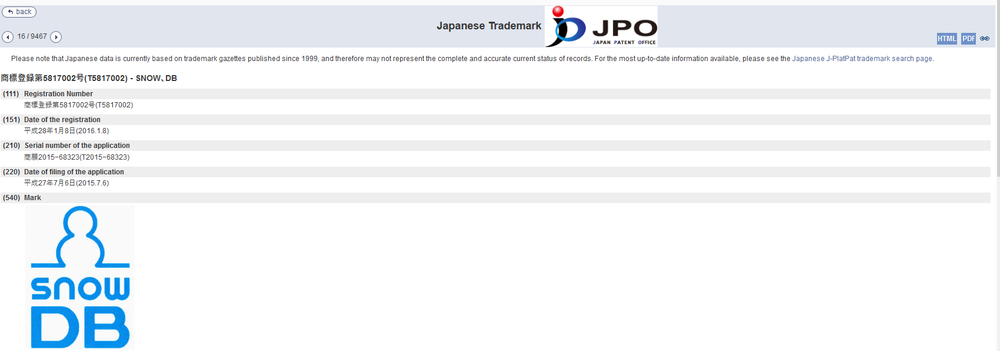 back
Japanese Trademark
JPO
JAPAN PATENT OFFICE
16 / 9467
HTML PDF
Please note that Japanese data is currently based on trademark gazettes published since 1999, and therefore may not represent the complete and accurate current status of records. For the most up-to-date information available, please see the Japanese J-PlatPat trademark search page.
商標登録第5817002号(T5817002) - SNOW、DB
(111) Registration Number
商標登録第5817002号(T5817002)
(151) Date of the registration
平成28年1月8日(2016.1.8)
(210) Serial number of the application
商願2015-68323(T2015-68323)
(220) Date of filing of the application
平成27年7月6日(2015.7.6)
(540) Mark
snow
DB